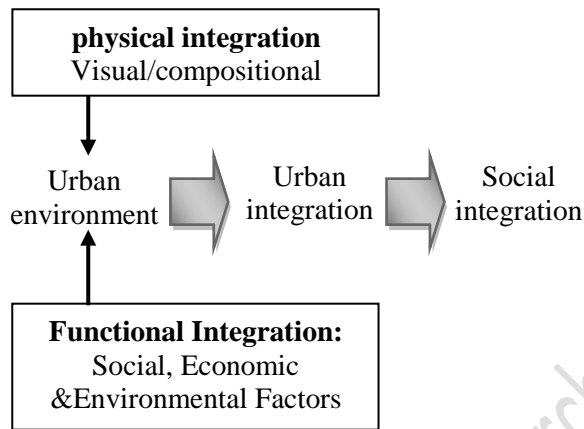 physical integration
Visual/compositional
Urban
environment
Urban
integration
Social
integration
Functional Integration:
Social, Economic
&Environmental Factors